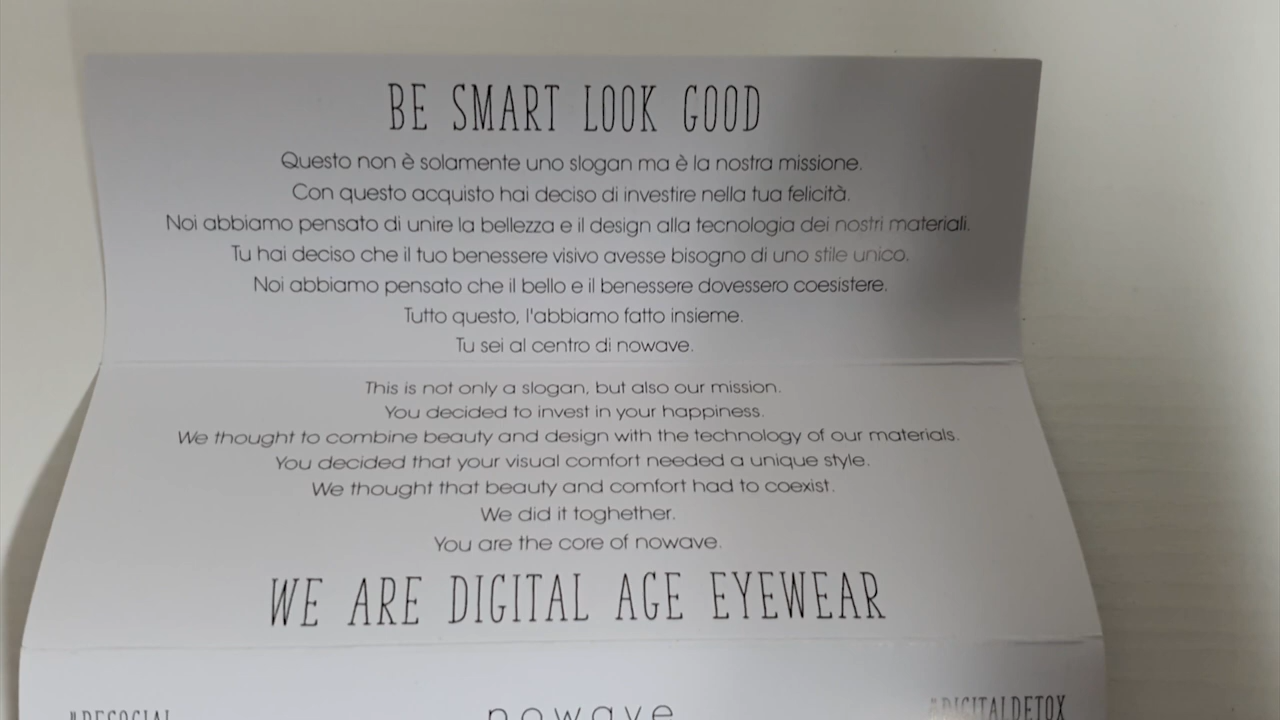 BE SMART LOOK GOOD
Questo non è solamente uno slogan ma è la nostra missione.
Con questo acquisto hai deciso di investire nella tua felicità.
Noi abbiamo pensato di unire la bellezza e il design alla tecnologia dei nostri materiali.
Tu hai deciso che il tuo benessere visivo avesse bisogno di uno stile unico.
Noi abbiamo pensato che il bello e il benessere dovessero coesistere.
Tutto questo, l'abbiamo fatto insieme.
Tu sei al centro di nowave.
This is not only a slogan, but also our mission.
You decided to invest in your happiness.
We thought to combine beauty and design with the technology of our materials.
You decided that your visual comfort needed a unique style.
We thought that beauty and comfort had to coexist.
We did it toghether.
You are the core of nowave.
WE ARE DIGITAL AGE EYEWEAR
#BESOCIAL nowave #DIGITALDETOX